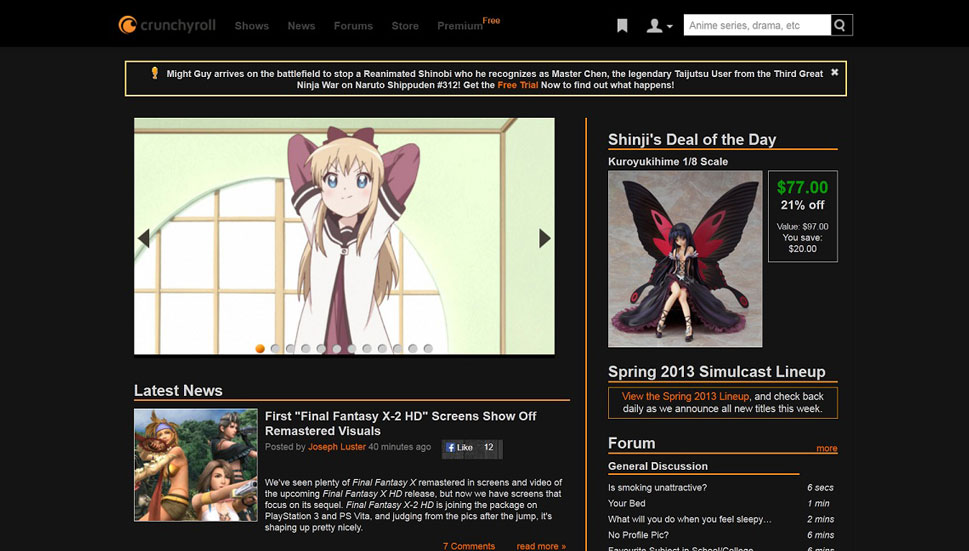 crunchyroll Shows News Forums Store Premium Free Anime series, drama, etc
Might Guy arrives on the battlefield to stop a Reanimated Shinobi who he recognizes as Master Chen, the legendary Taijutsu User from the Third Great
Ninja War on Naruto Shippuden #312! Get the Free Trial Now to find out what happens!
Latest News
First "Final Fantasy X-2 HD" Screens Show Off
Remastered Visuals
Posted by Joseph Luster 40 minutes ago Like 12
We've seen plenty of Final Fantasy X remastered in screens and video of
the upcoming Final Fantasy X HD release, but now we have screens that
focus on its sequel. Final Fantasy X-2 HD is joining the package on
PlayStation 3 and PS Vita, and judging from the pics after the jump, it's
shaping up pretty nicely.
7 Comments read more »
Shinji's Deal of the Day
Kuroyukihime 1/8 Scale
$77.00
21% off
Value: $97.00
You save:
$20.00
Spring 2013 Simulcast Lineup
View the Spring 2013 Lineup, and check back
daily as we announce all new titles this week.
Forum more
General Discussion
Is smoking unattractive? 6 secs
Your Bed 1 min
What will you do when you feel sleepy… 2 mins
No Profile Pic? 6 mins
Favourite Subject in School/College 6 mins